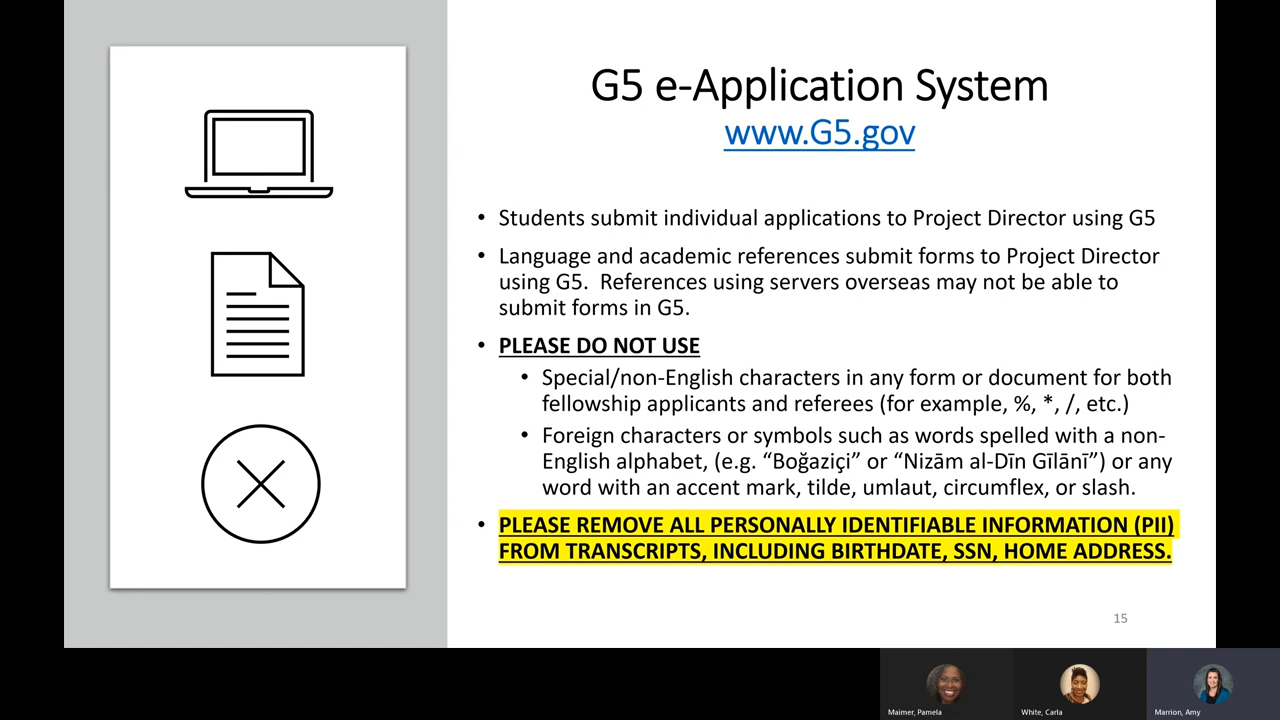 G5 e-Application System
www.G5.gov
• Students submit individual applications to Project Director using G5
• Language and academic references submit forms to Project Director
using G5.  References using servers overseas may not be able to
submit forms in G5.
• PLEASE DO NOT USE
• Special/non-English characters in any form or document for both
fellowship applicants and referees (for example, %, *, /, etc.)
• Foreign characters or symbols such as words spelled with a non-
English alphabet, (e.g. “Boğaziçi” or “Nizām al-Dīn Gīlānī”) or any
word with an accent mark, tilde, umlaut, circumflex, or slash.
• PLEASE REMOVE ALL PERSONALLY IDENTIFIABLE INFORMATION (PII)
FROM TRANSCRIPTS, INCLUDING BIRTHDATE, SSN, HOME ADDRESS.
15
Maimer, Pamela
White, Carla
Marrion, Amy